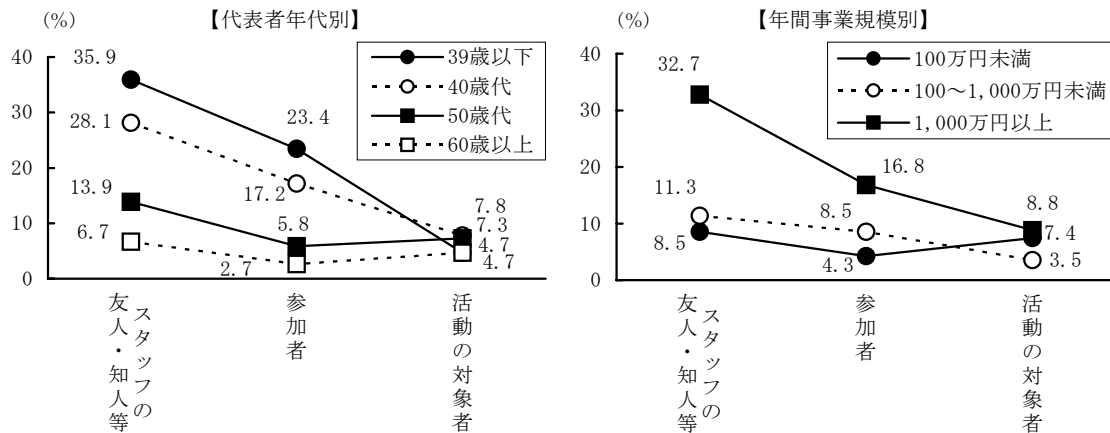 (%)
【代表者年代別】
40
30
20
10
0
35.9
28.1
13.9
6.7
23.4
17.2
5.8
2.7
7.8
7.3
4.7
4.7
39歳以下
40歳代
50歳代
60歳以上
スタッフの
友人・知人等
参加者
活動の対象者
(%)
【年間事業規模別】
40
30
20
10
0
32.7
11.3
8.5
16.8
8.5
4.3
8.8
7.4
3.5
100万円未満
100～1,000万円未満
1,000万円以上
スタッフの
友人・知人等
参加者
活動の対象者